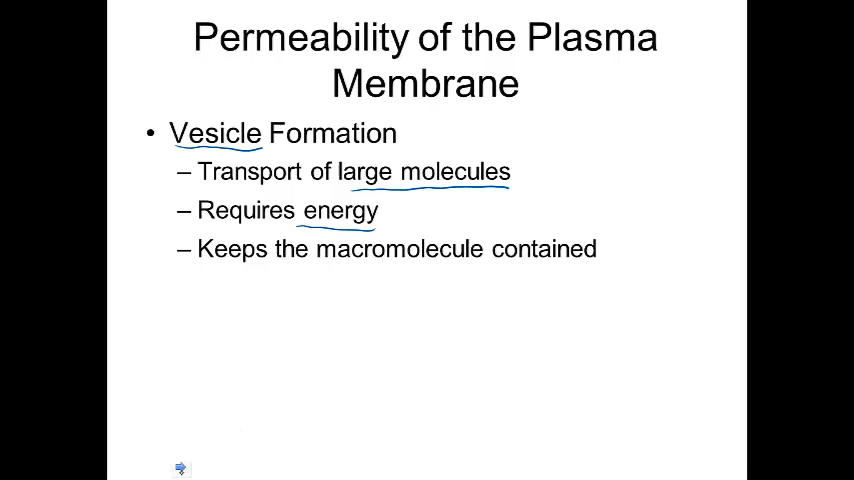 Permeability of the Plasma
Membrane
• Vesicle Formation
– Transport of large molecules
– Requires energy
– Keeps the macromolecule contained